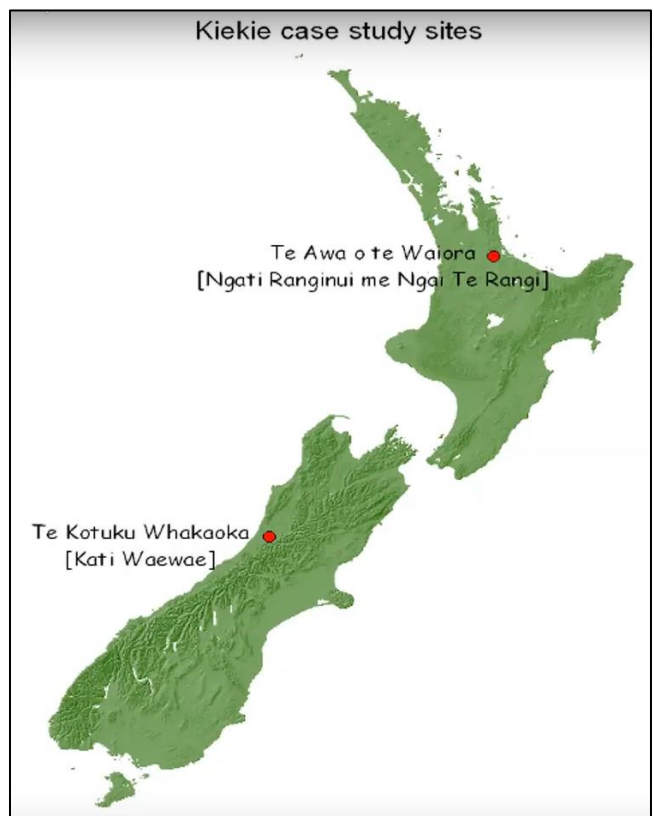 Kiekie case study sites
Te Awa o te Waiora
[Ngati Ranginui me Ngai Te Rangi]
Te Kotuku Whakaoka
[Kati Waewae]